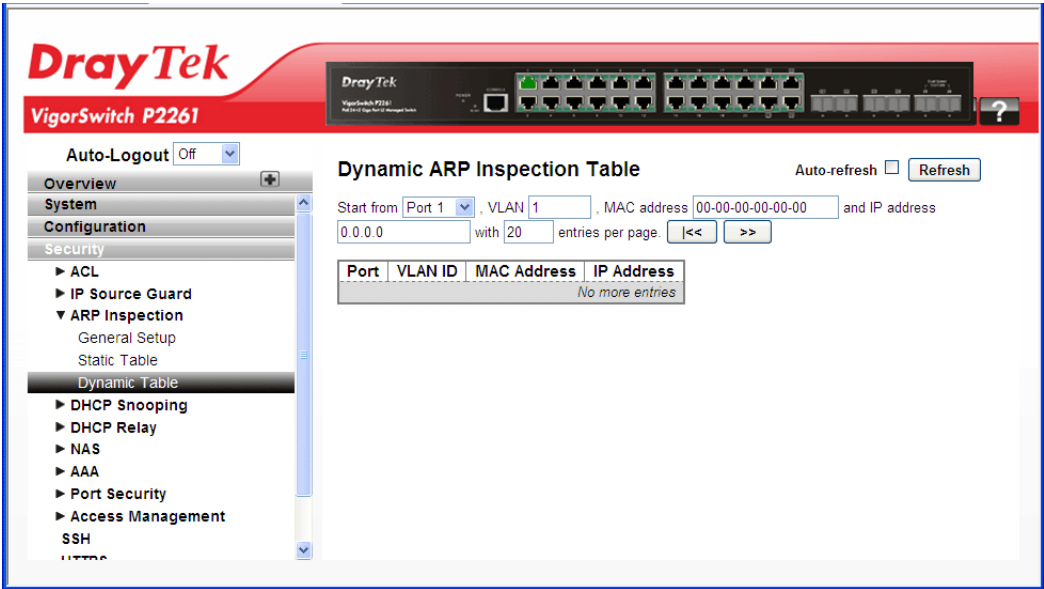 DrayTek
VigorSwitch P2261
DrayTek
VigorSwitch P2261
?
Auto-Logout Off
Overview
System
Configuration
Security
ACL
IP Source Guard
ARP Inspection
General Setup
Static Table
Dynamic Table
DHCP Snooping
DHCP Relay
NAS
AAA
Port Security
Access Management
SSH
HTTPS
Dynamic ARP Inspection Table
Auto-refresh Refresh
Start from Port 1 , VLAN 1 , MAC address 00-00-00-00-00-00 and IP address
0.0.0.0 with 20 entries per page. |<< >>
Port VLAN ID MAC Address IP Address
No more entries